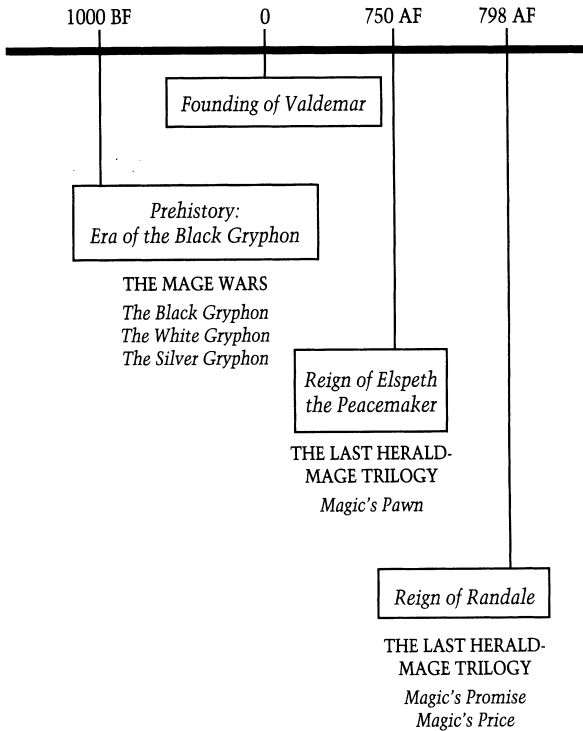 1000 BF
0
750 AF
798 AF
Founding of Valdemar
Prehistory:
Era of the Black Gryphon
THE MAGE WARS
The Black Gryphon
The White Gryphon
The Silver Gryphon
Reign of Elspeth
the Peacemaker
THE LAST HERALD-
MAGE TRILOGY
Magic's Pawn
Reign of Randale
THE LAST HERALD-
MAGE TRILOGY
Magic's Promise
Magic's Price